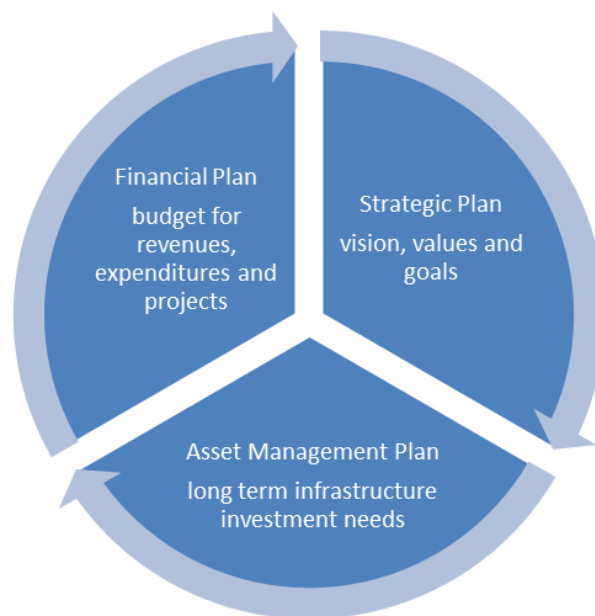 Financial Plan
budget for
revenues,
expenditures and
projects
Strategic Plan
vision, values and
goals
Asset Management Plan
long term infrastructure
investment needs